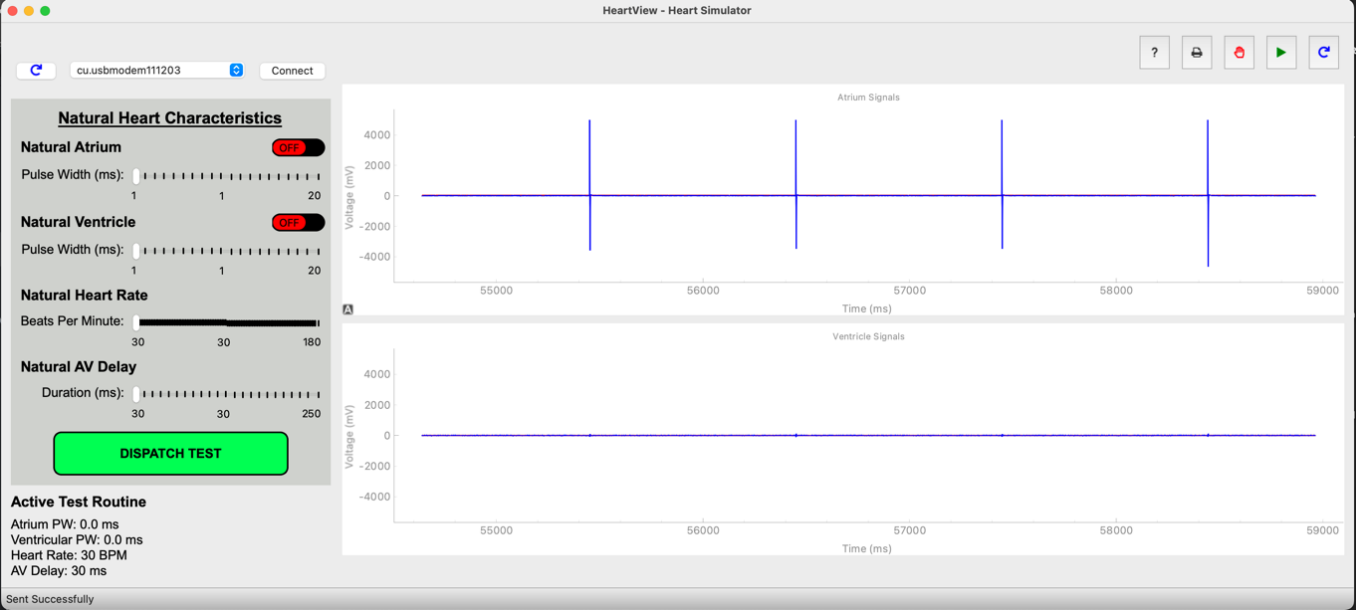 HeartView - Heart Simulator
?
cu.usbmodem111203
Connect
Natural Heart Characteristics
Natural Atrium
OFF
Pulse Width (ms):
1 1 20
Natural Ventricle
OFF
Pulse Width (ms):
1 1 20
Natural Heart Rate
Beats Per Minute:
30 30 180
Natural AV Delay
Duration (ms):
30 30 250
DISPATCH TEST
Active Test Routine
Atrium PW: 0.0 ms
Ventricular PW: 0.0 ms
Heart Rate: 30 BPM
AV Delay: 30 ms
Atrium Signals
Voltage (mV)
4000
2000
0
-2000
-4000
55000 56000 57000 58000 59000
Time (ms)
A
Ventricle Signals
Voltage (mV)
4000
2000
0
-2000
-4000
55000 56000 57000 58000 59000
Time (ms)
Sent Successfully